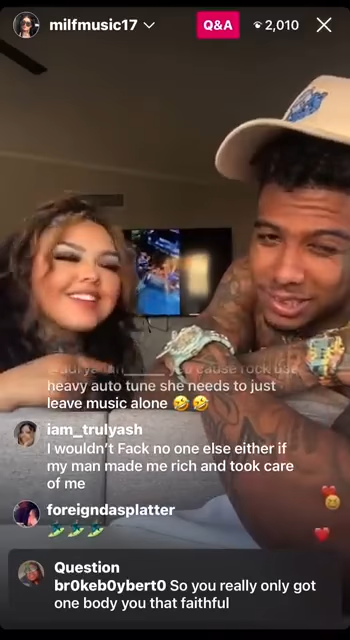 milfmusic17
Q&A
2,010
heavy auto tune she needs to just
leave music alone 🤣🤣
iam_trulyash
I wouldn't Fack no one else either if
my man made me rich and took care
of me
foreigndasplatter
🏄‍♂️🏄‍♂️🏄‍♂️
Question
br0keb0ybert0 So you really only got
one body you that faithful